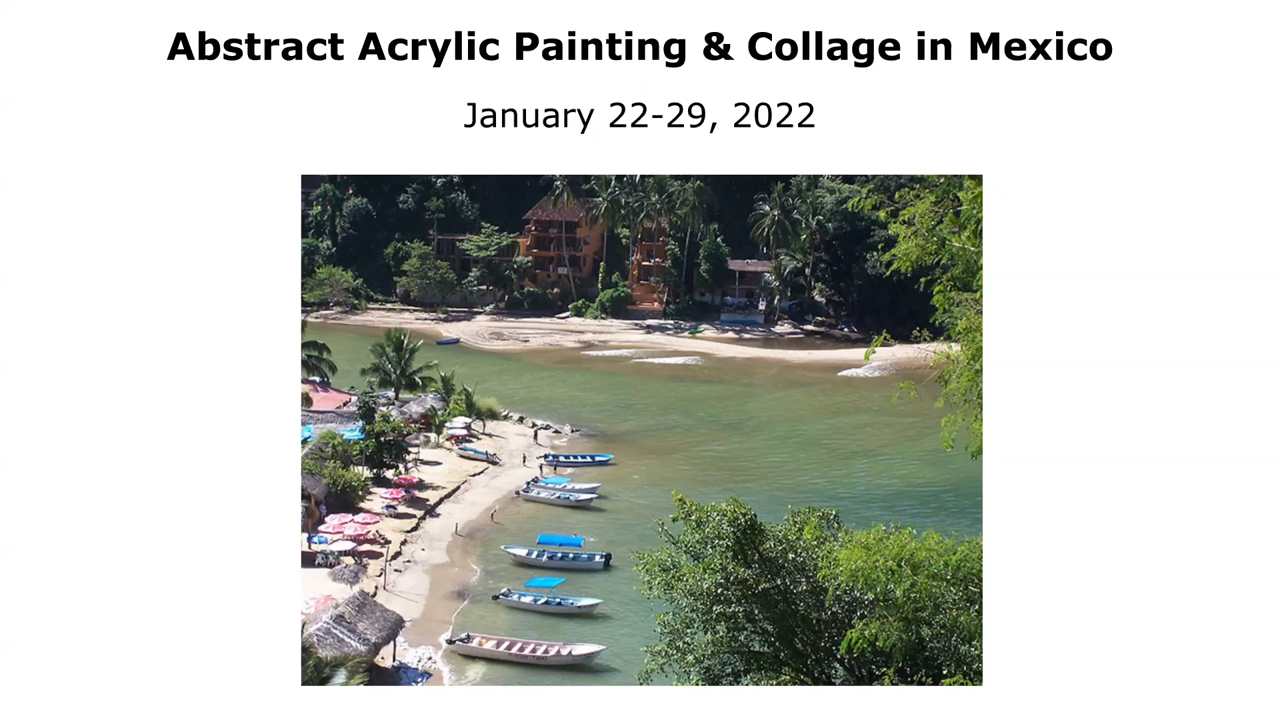 Abstract Acrylic Painting & Collage in Mexico
January 22-29, 2022